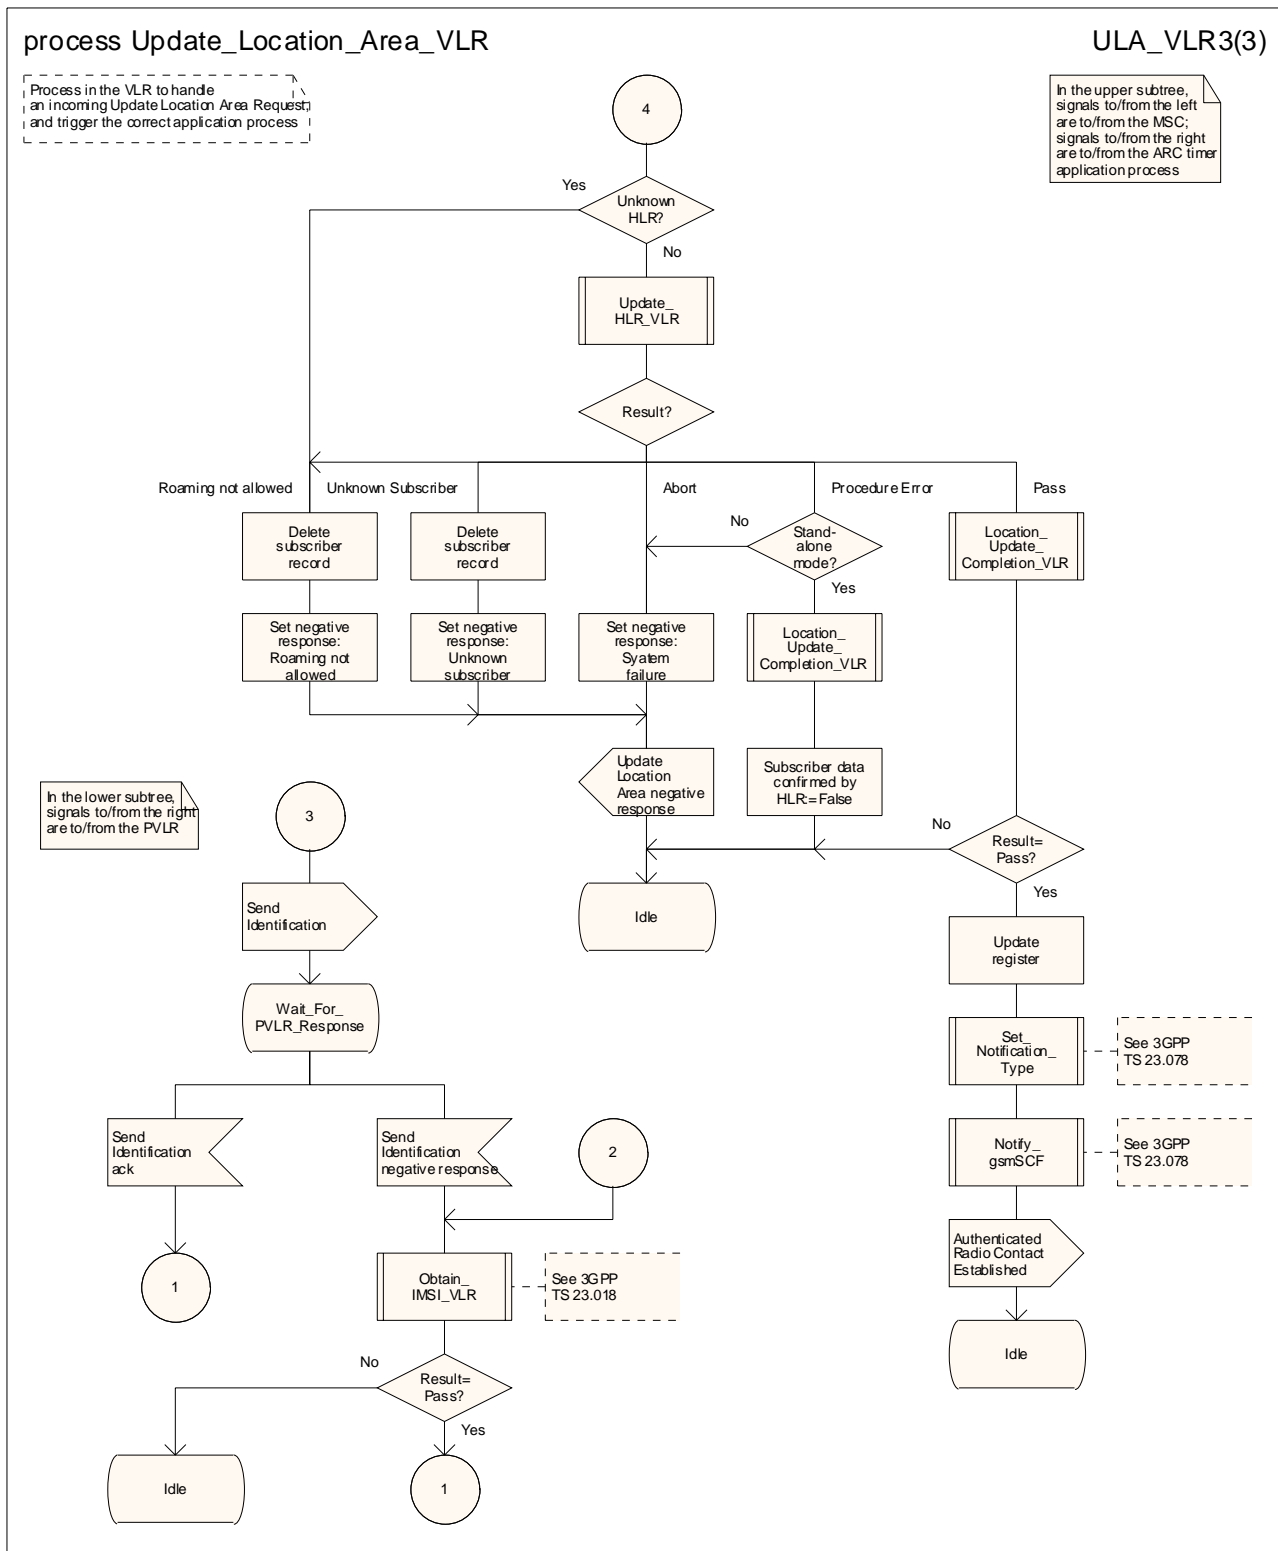 process Update_Location_Area_VLR
ULA_VLR3(3)
Process in the VLR to handle
an incoming Update Location Area Request,
and trigger the correct application process
In the upper subtree,
signals to/from the left
are to/from the MSC;
signals to/from the right
are to/from the ARC timer
application process
4
Yes
Unknown
HLR?
No
Update_
HLR_VLR
Result?
Roaming not allowed
Unknown Subscriber
Abort
Procedure Error
Pass
Delete
subscriber
record
Delete
subscriber
record
No
Stand-
alone
mode?
Yes
Location_
Update_
Completion_VLR
Set negative
response:
Roaming not
allowed
Set negative
response:
Unknown
subscriber
Set negative
response:
Syatem
failure
Location_
Update_
Completion_VLR
Update
Location
Area negative
response
Subscriber data
confirmed by
HLR:=False
In the lower subtree,
signals to/from the right
are to/from the PVLR
3
No
Result=
Pass?
Yes
Send
Identification
Idle
Update
register
Wait_For_
PVLR_Response
Set_
Notification_
Type
See 3GPP
TS 23.078
Send
Identification
ack
Send
Identification
negative response
2
Notify_
gsmSCF
See 3GPP
TS 23.078
1
Obtain_
IMSI_VLR
See 3GPP
TS 23.018
Authenticated
Radio Contact
Established
No
Result=
Pass?
Yes
Idle
Idle
1